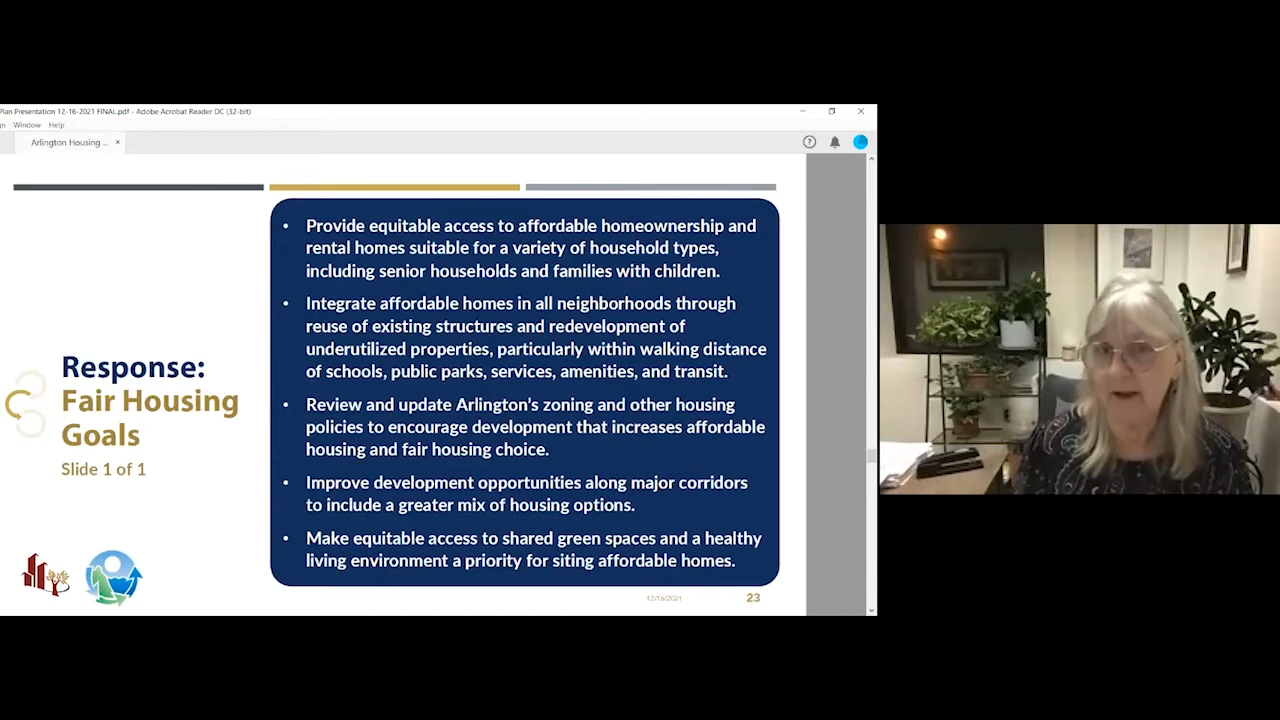 Plan Presentation 12-16-2021 FINAL.pdf - Adobe Acrobat Reader DC (32-bit)
Window Help
Arlington Housing ... ×
Response:
Fair Housing
Goals
Slide 1 of 1
• Provide equitable access to affordable homeownership and
rental homes suitable for a variety of household types,
including senior households and families with children.
• Integrate affordable homes in all neighborhoods through
reuse of existing structures and redevelopment of
underutilized properties, particularly within walking distance
of schools, public parks, services, amenities, and transit.
• Review and update Arlington’s zoning and other housing
policies to encourage development that increases affordable
housing and fair housing choice.
• Improve development opportunities along major corridors
to include a greater mix of housing options.
• Make equitable access to shared green spaces and a healthy
living environment a priority for siting affordable homes.
12/16/2021
23